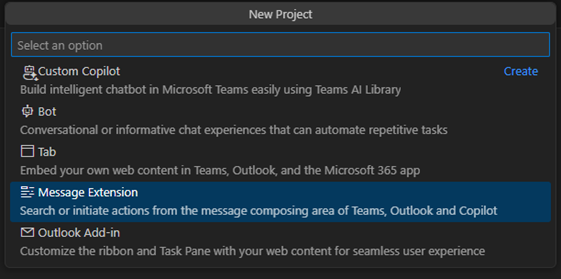 New Project
Select an option
Custom Copilot Create
Build intelligent chatbot in Microsoft Teams easily using Teams AI Library
Bot
Conversational or informative chat experiences that can automate repetitive tasks
Tab
Embed your own web content in Teams, Outlook, and the Microsoft 365 app
Message Extension
Search or initiate actions from the message composing area of Teams, Outlook and Copilot
Outlook Add-in
Customize the ribbon and Task Pane with your web content for seamless user experience